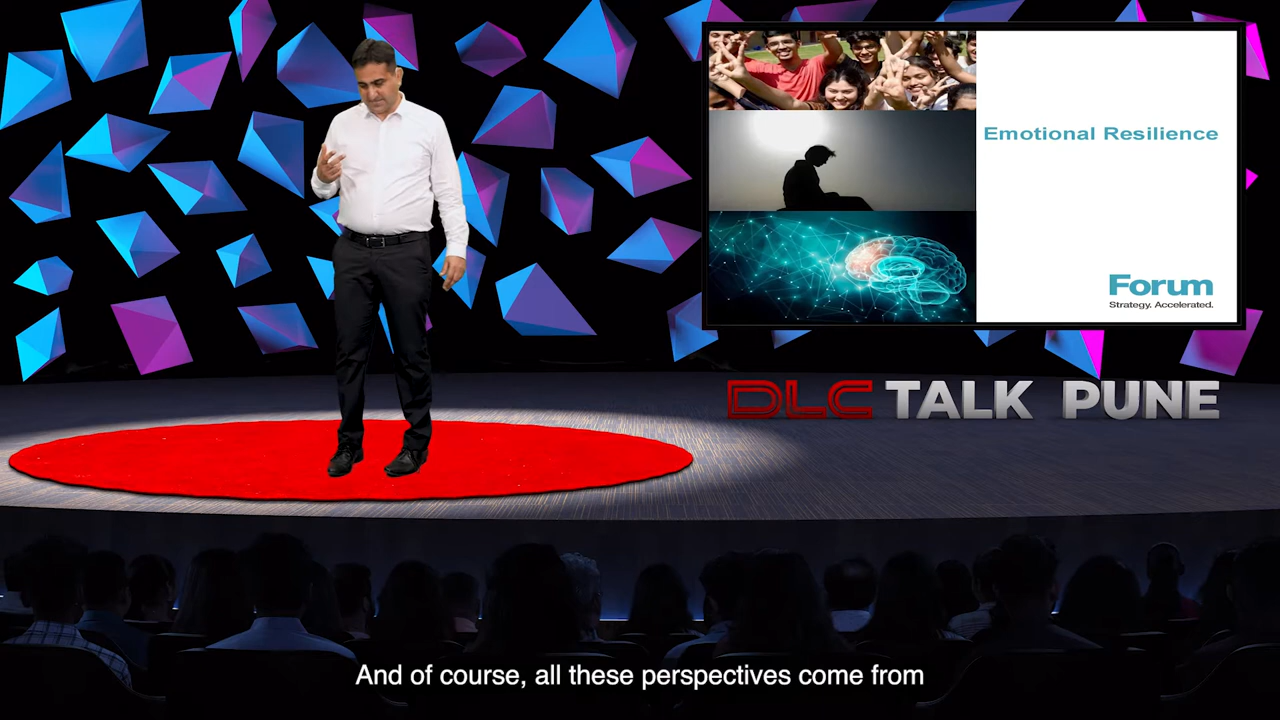 Emotional Resilience
Forum
Strategy. Accelerated.
DLC TALK PUNE
And of course, all these perspectives come from